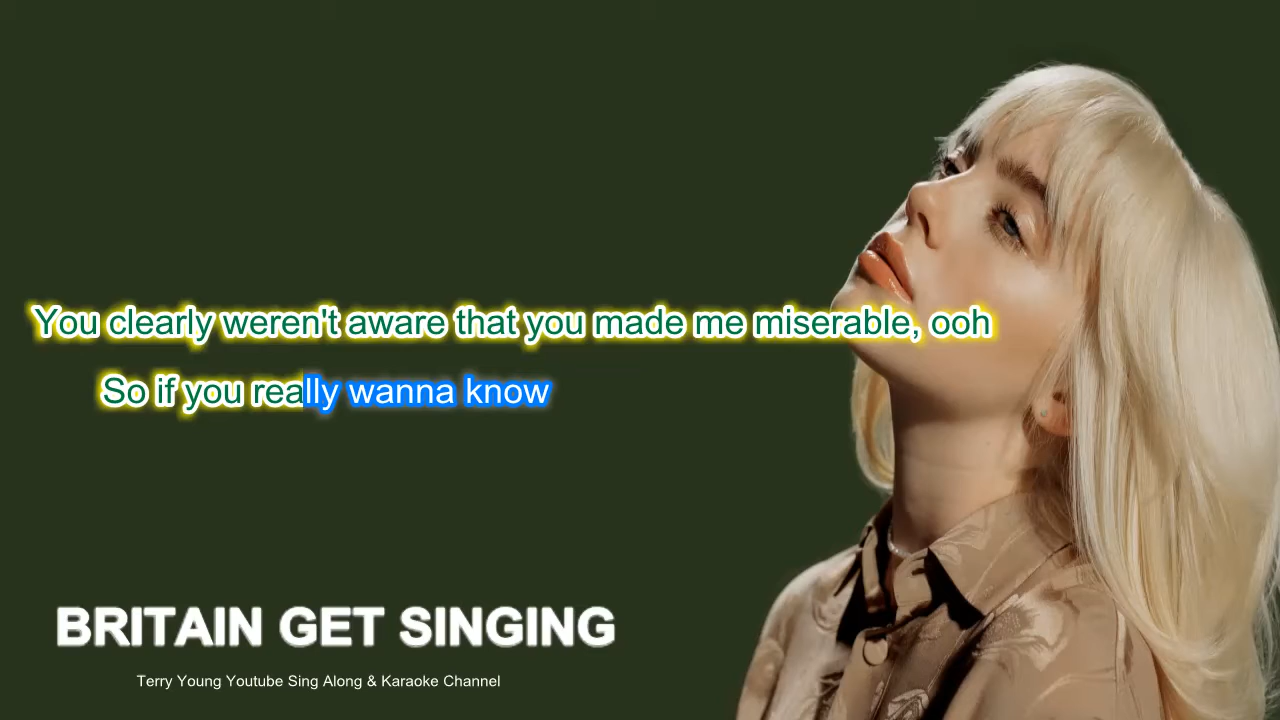 You clearly weren't aware that you made me miserable, ooh
So if you really wanna know
BRITAIN GET SINGING
Terry Young Youtube Sing Along & Karaoke Channel